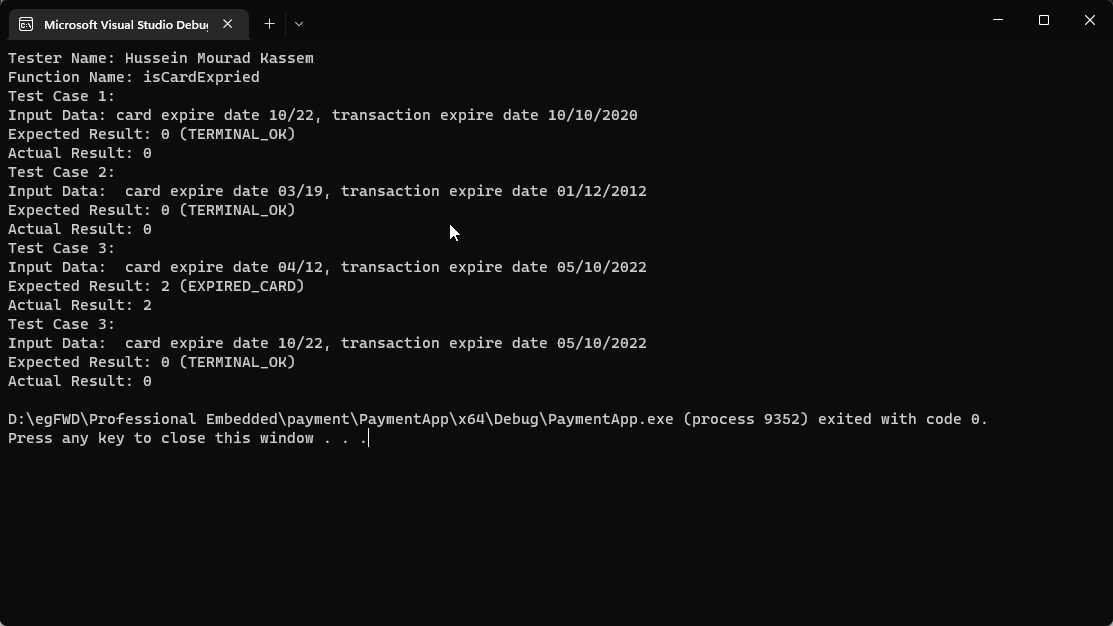 Microsoft Visual Studio Debug
Tester Name: Hussein Mourad Kassem
Function Name: isCardExpried
Test Case 1:
Input Data: card expire date 10/22, transaction expire date 10/10/2020
Expected Result: 0 (TERMINAL_OK)
Actual Result: 0
Test Case 2:
Input Data:  card expire date 03/19, transaction expire date 01/12/2012
Expected Result: 0 (TERMINAL_OK)
Actual Result: 0
Test Case 3:
Input Data:  card expire date 04/12, transaction expire date 05/10/2022
Expected Result: 2 (EXPIRED_CARD)
Actual Result: 2
Test Case 3:
Input Data:  card expire date 10/22, transaction expire date 05/10/2022
Expected Result: 0 (TERMINAL_OK)
Actual Result: 0
D:\egFWD\Professional Embedded\payment\PaymentApp\x64\Debug\PaymentApp.exe (process 9352) exited with code 0.
Press any key to close this window . . .